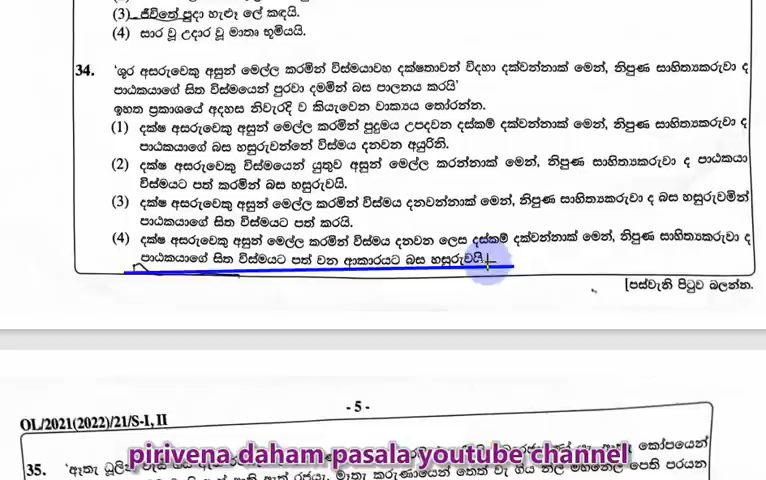 (3) ජීවිතේ පුදා හැළූ ලේ කඳයි.
(4) සාර වූ උදාර වූ මාතෘ භූමියයි.
34. 'ශූර අසරුවෙකු අසුන් මෙල්ල කරමින් විස්මයාවහ දක්ෂතාවන් විදහා දක්වන්නාක් මෙන්, නිපුණ සාහිත්‍යකරුවා ද
පාඨකයාගේ සිත විස්මයෙන් පුරවා දමමින් බස පාලනය කරයි'
ඉහත ප්‍රකාශයේ අදහස නිවැරදි ව කියැවෙන වාක්‍යය තෝරන්න.
(1) දක්ෂ අසරුවෙකු අසුන් මෙල්ල කරමින් පුදුමය උපදවන දස්කම් දක්වන්නාක් මෙන්, නිපුණ සාහිත්‍යකරුවා ද
පාඨකයාගේ බස හසුරුවන්නේ විස්මය දනවන අයුරිනි.
(2) දක්ෂ අසරුවෙකු විස්මයෙන් යුතුව අසුන් මෙල්ල කරන්නාක් මෙන්, නිපුණ සාහිත්‍යකරුවා ද පාඨකයා
විස්මයට පත් කරමින් බස හසුරුවයි.
(3) දක්ෂ අසරුවෙකු අසුන් මෙල්ල කරමින් විස්මය දනවන්නාක් මෙන්, නිපුණ සාහිත්‍යකරුවා ද බස හසුරුවමින්
පාඨකයාගේ සිත විස්මයට පත් කරයි.
(4) දක්ෂ අසරුවෙකු අසුන් මෙල්ල කරමින් විස්මය දනවන ලෙස දස්කම් දක්වන්නාක් මෙන්, නිපුණ සාහිත්‍යකරුවා ද
පාඨකයාගේ සිත විස්මයට පත් වන ආකාරයට බස හසුරුවයි.
[පස්වැනි පිටුව බලන්න.
- 5 -
OL/2021(2022)/21/S-I, II
pirivena daham pasala youtube channel
35. 'ඇතැ කෝපයෙන්
පෙති පරයන